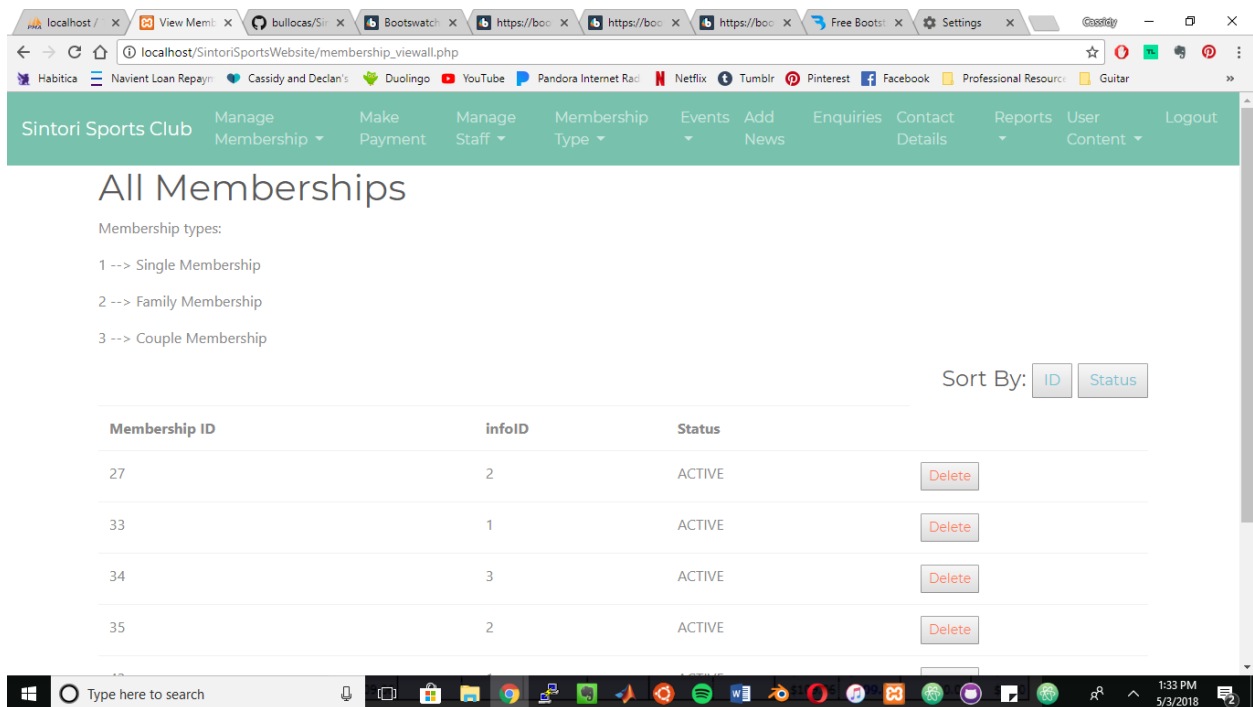 localhost /
View Memb
bullocas/Sin
Bootswatch
https://boo
https://boo
https://boo
Free Bootst
Settings
Cassidy
localhost/SintoriSportsWebsite/membership_viewall.php
Habitica
Navient Loan Repaym
Cassidy and Declan's
Duolingo
YouTube
Pandora Internet Rad
Netflix
Tumblr
Pinterest
Facebook
Professional Resource
Guitar
»
Sintori Sports Club
Manage Membership
Make Payment
Manage Staff
Membership Type
Events
Add News
Enquiries
Contact Details
Reports
User Content
Logout
All Memberships
Membership types:
1 --> Single Membership
2 --> Family Membership
3 --> Couple Membership
Sort By: ID Status
Membership ID infoID Status
27 2 ACTIVE Delete
33 1 ACTIVE Delete
34 3 ACTIVE Delete
35 2 ACTIVE Delete
Type here to search
1:33 PM
5/3/2018